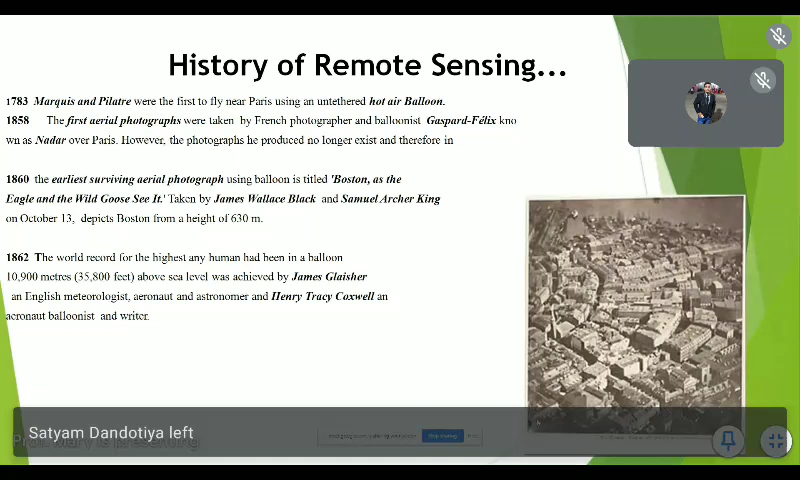 History of Remote Sensing...
1783 Marquis and Pilatre were the first to fly near Paris using an untethered hot air Balloon.
1858 The first aerial photographs were taken by French photographer and balloonist Gaspard-Félix kno
wn as Nadar over Paris. However, the photographs he produced no longer exist and therefore in
1860 the earliest surviving aerial photograph using balloon is titled 'Boston, as the
Eagle and the Wild Goose See It.' Taken by James Wallace Black and Samuel Archer King
on October 13, depicts Boston from a height of 630 m.
1862 The world record for the highest any human had been in a balloon
10,900 metres (35,800 feet) above sea level was achieved by James Glaisher
an English meteorologist, aeronaut and astronomer and Henry Tracy Coxwell an
aeronaut balloonist and writer.
Satyam Dandotiya left
is presenting
Stop sharing